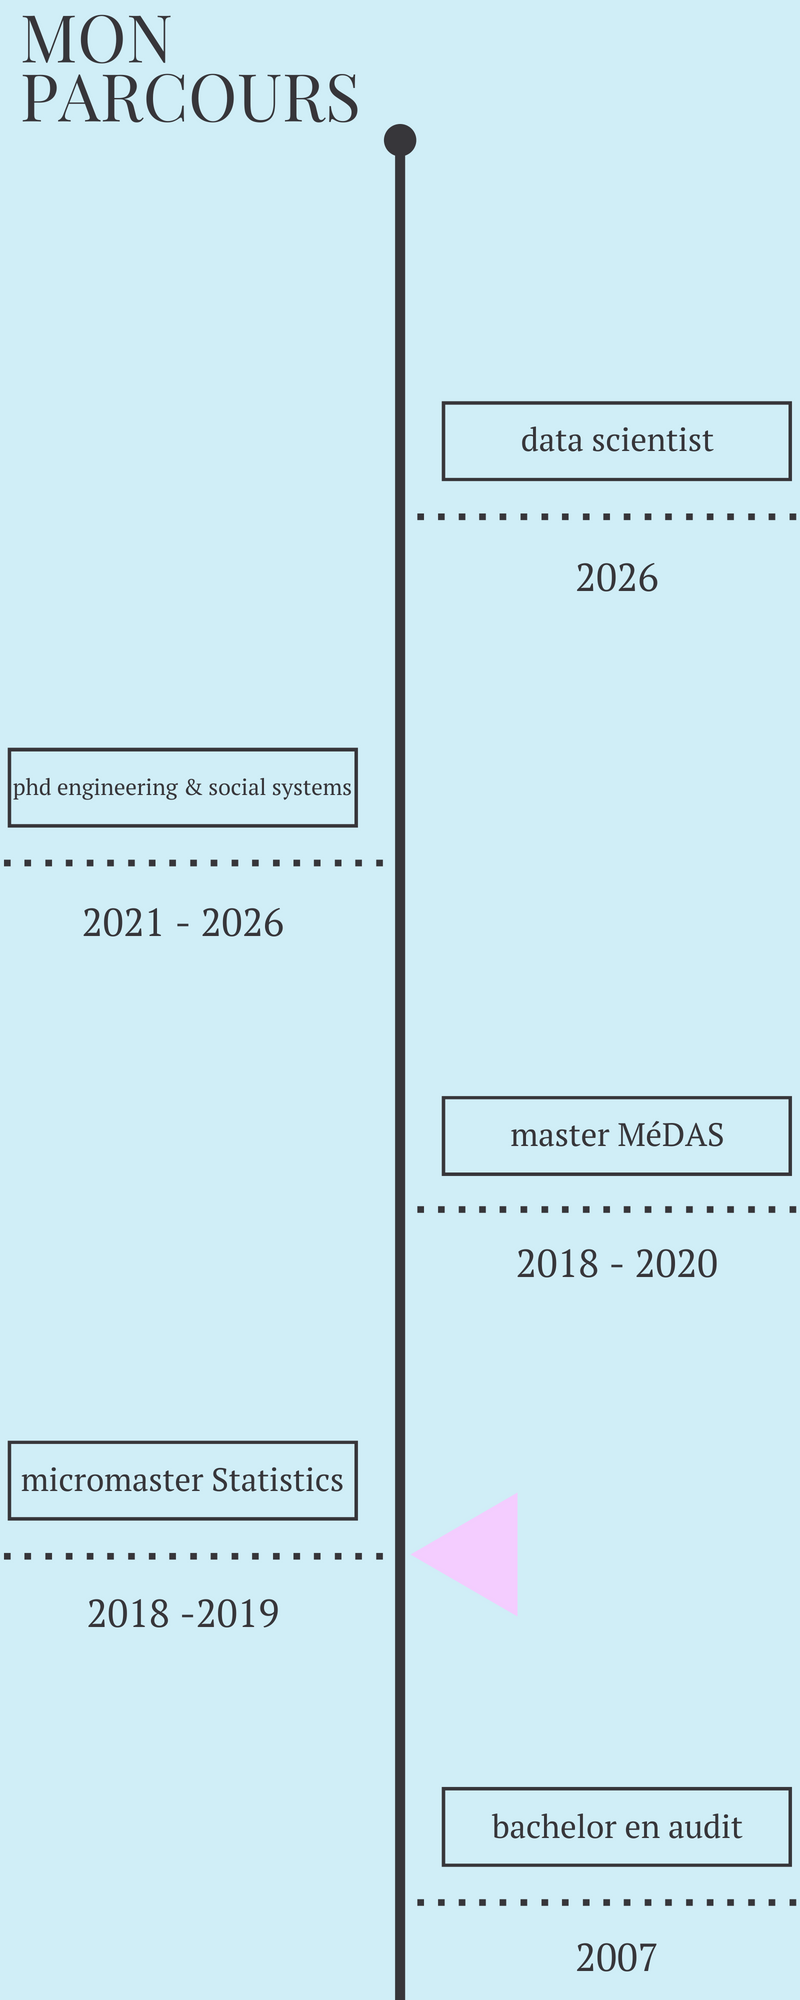 MON
PARCOURS
data scientist
2026
phd engineering & social systems
2021 - 2026
master MéDAS
2018 - 2020
micromaster Statistics
2018 -2019
bachelor en audit
2007